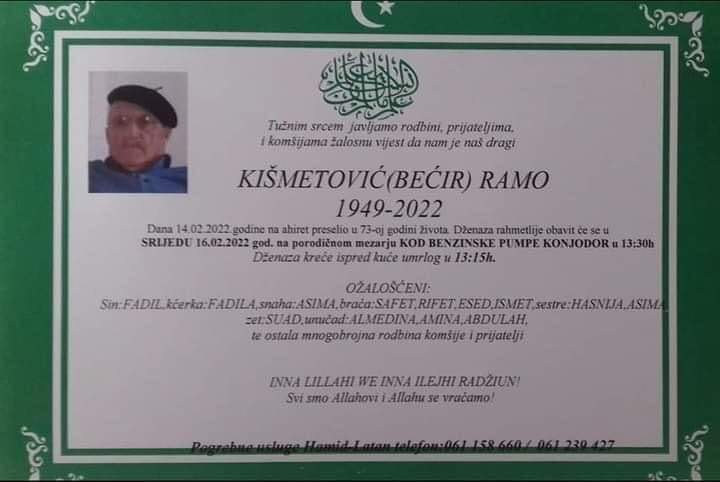 Tužnim srcem javljamo rodbini, prijateljima,
i komšijama žalosnu vijest da nam je naš dragi
KIŠMETOVIĆ(BEĆIR) RAMO
1949-2022
Dana 14.02.2022.godine na ahiret preselio u 73-oj godini života. Dženaza rahmetlije obavit će se u
SRIJEDU 16.02.2022 god. na porodičnom mezarju KOD BENZINSKE PUMPE KONJODOR u 13:30h
Dženaza kreće ispred kuće umrlog u 13:15h.
OŽALOŠĆENI:
Sin:FADIL,kćerka:FADILA,snaha:ASIMA,braća:SAFET,RIFET,ESED,ISMET,sestre:HASNIJA,ASIMA,
zet:SUAD,unučad:ALMEDINA,AMINA,ABDULAH,
te ostala mnogobrojna rodbina komšije i prijatelji
INNA LILLAHI WE INNA ILEJHI RADŽIUN!
Svi smo Allahovi i Allahu se vraćamo!
Pogrebne usluge Hamid-Latan telefon:061 158 660 / 061 239 427